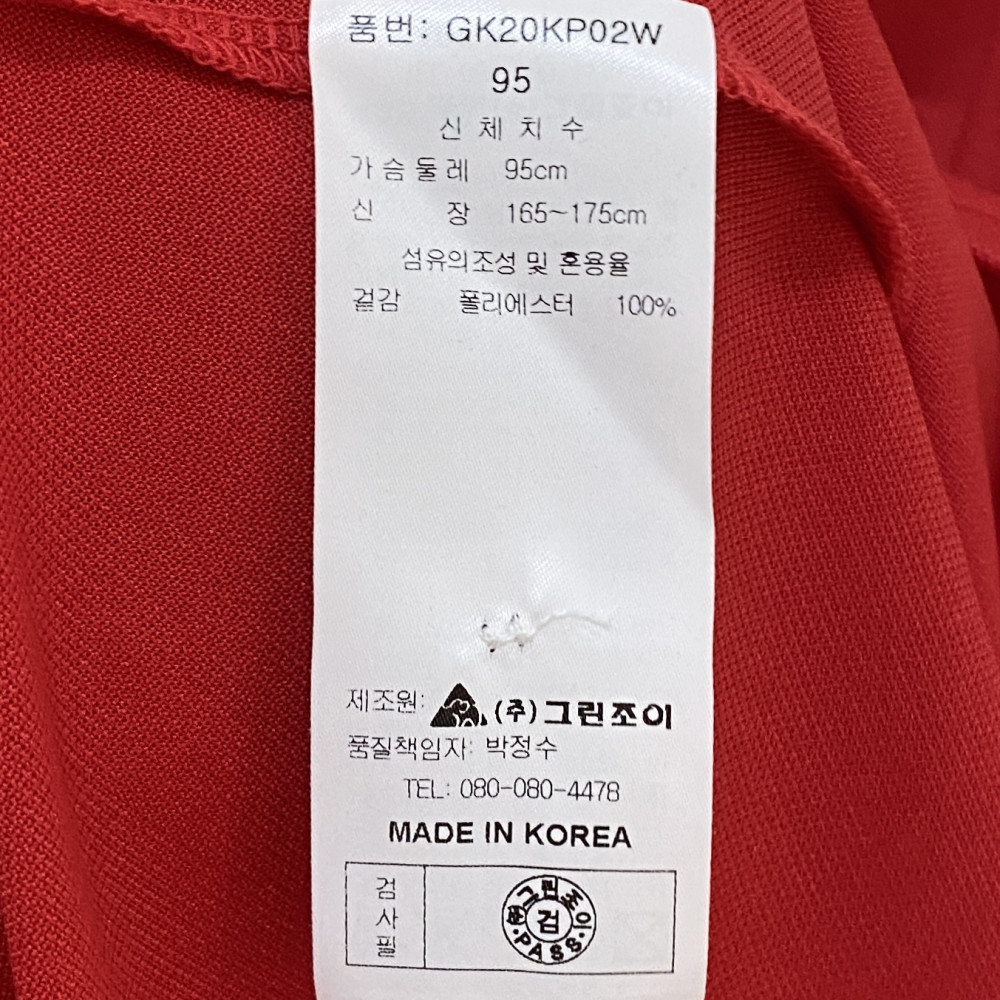 품번: GK20KP02W
95
신 체 치 수
가슴둘레 95cm
신 장 165~175cm
섬유의조성 및 혼용율
겉감 폴리에스터 100%
제조원: (주)그린조이
품질책임자: 박정수
TEL: 080-080-4478
MADE IN KOREA
검사필
그린조이
검
PASS